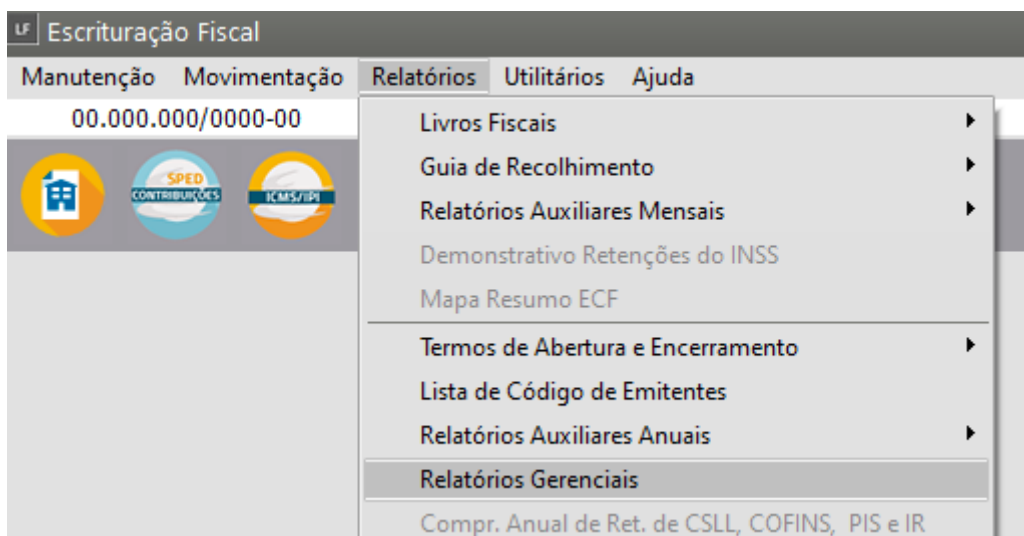 LF Escrituração Fiscal
Manutenção Movimentação Relatórios Utilitários Ajuda
00.000.000/0000-00
SPED
CONTRIBUIÇÕES
ICMS/IPI
Livros Fiscais
Guia de Recolhimento
Relatórios Auxiliares Mensais
Demonstrativo Retenções do INSS
Mapa Resumo ECF
Termos de Abertura e Encerramento
Lista de Código de Emitentes
Relatórios Auxiliares Anuais
Relatórios Gerenciais
Compr. Anual de Ret. de CSLL, COFINS, PIS e IR